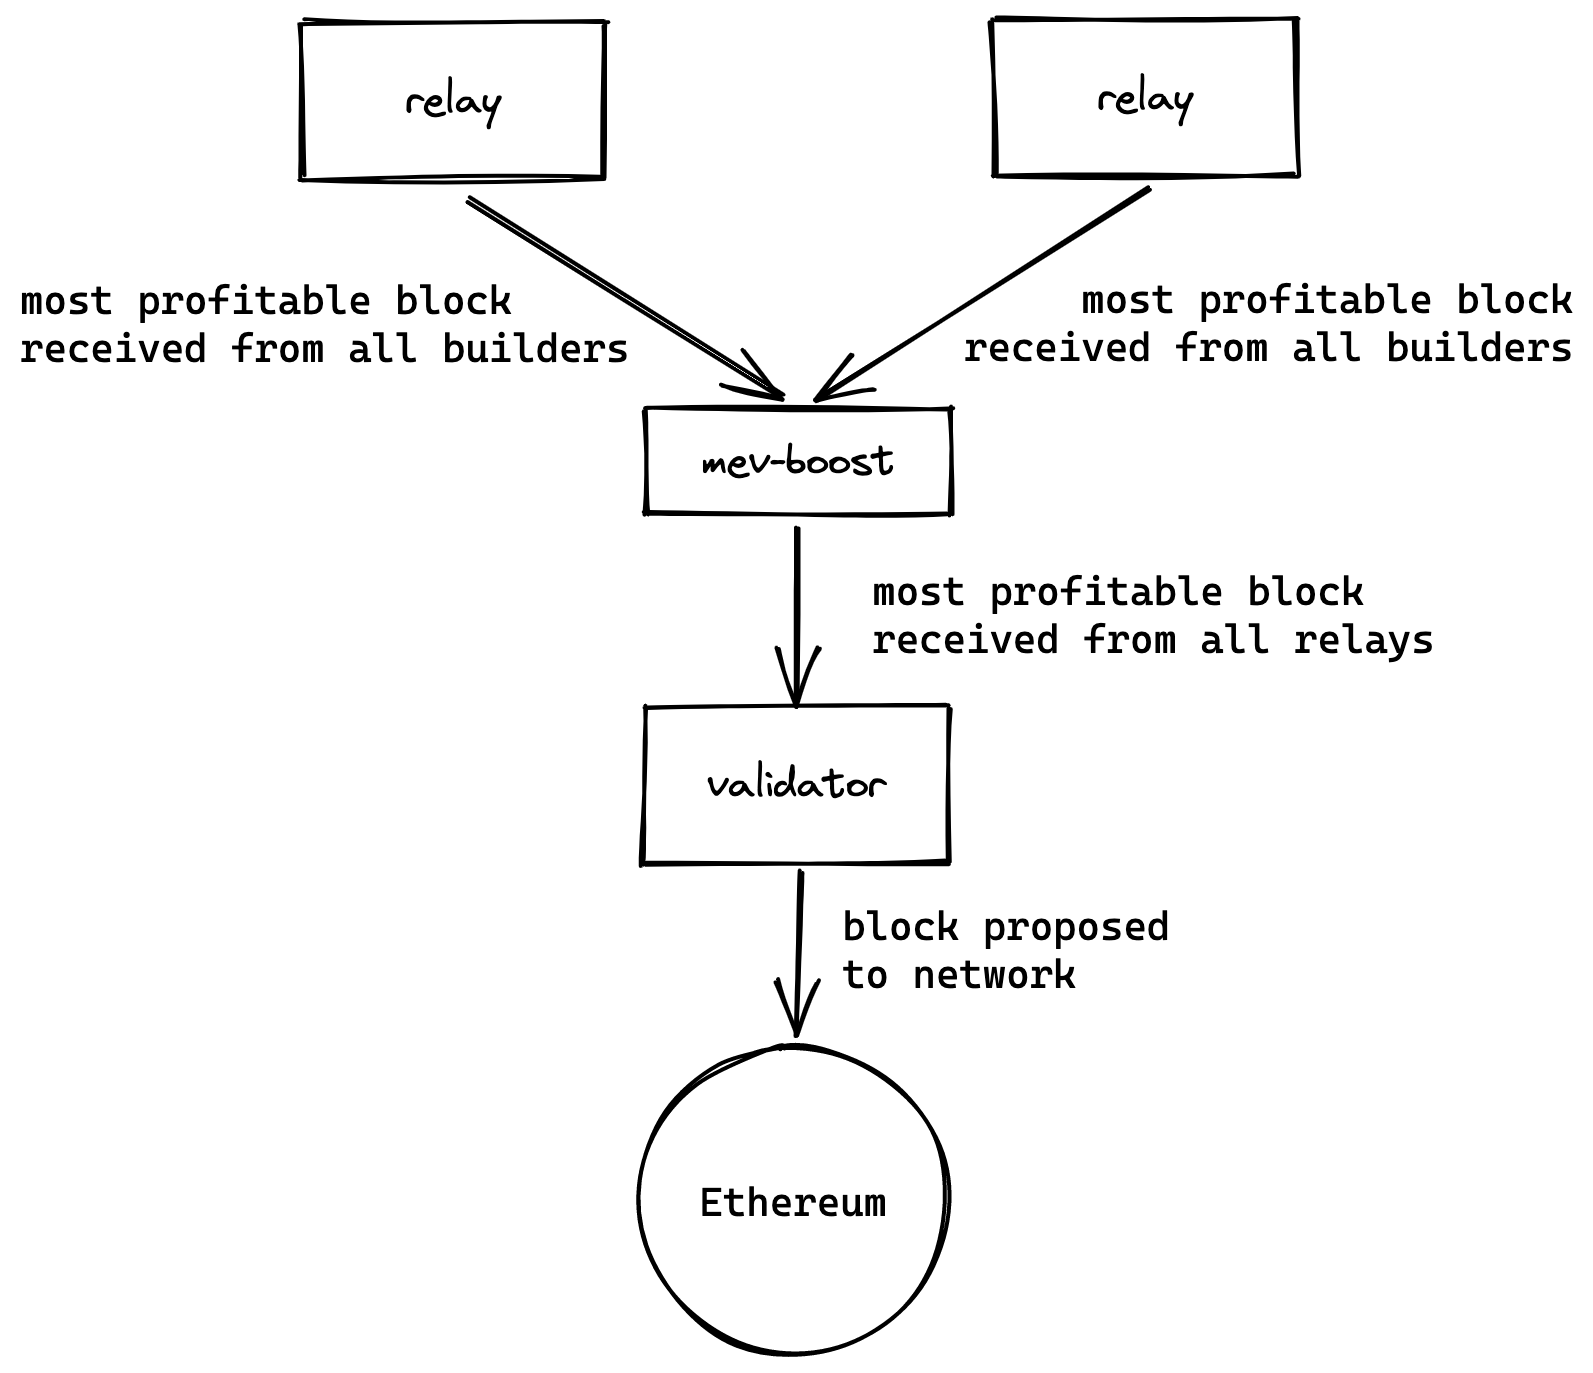 relay
relay
most profitable block
received from all builders
most profitable block
received from all builders
mev-boost
most profitable block
received from all relays
validator
block proposed
to network
Ethereum